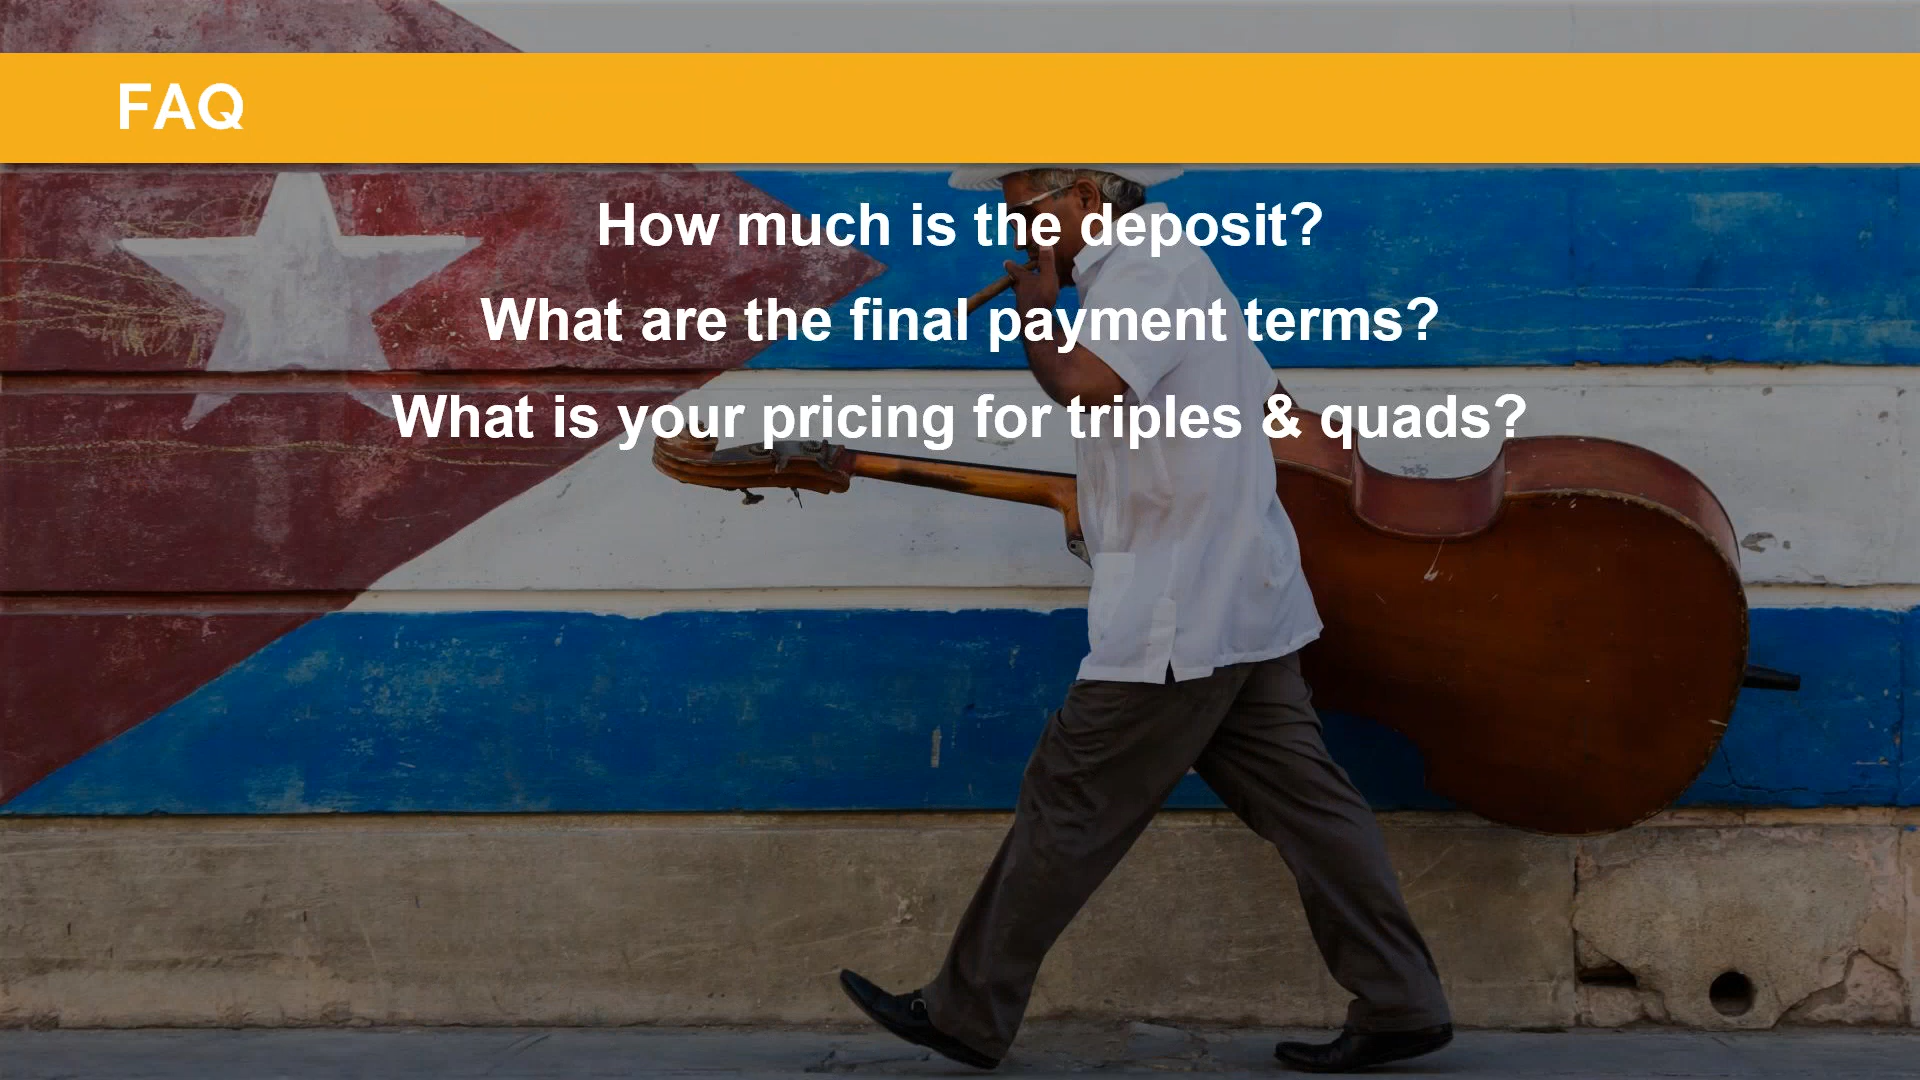 FAQ
How much is the deposit?
What are the final payment terms?
What is your pricing for triples & quads?